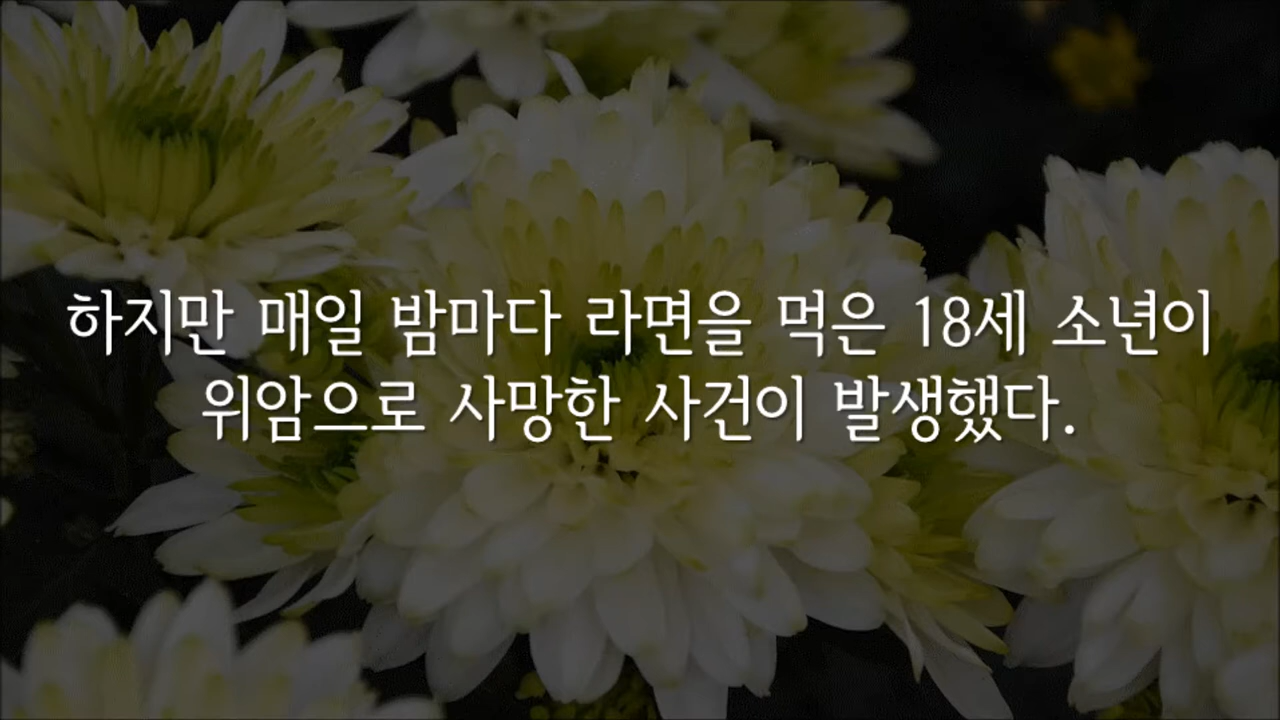 하지만 매일 밤마다 라면을 먹은 18세 소년이
위암으로 사망한 사건이 발생했다.